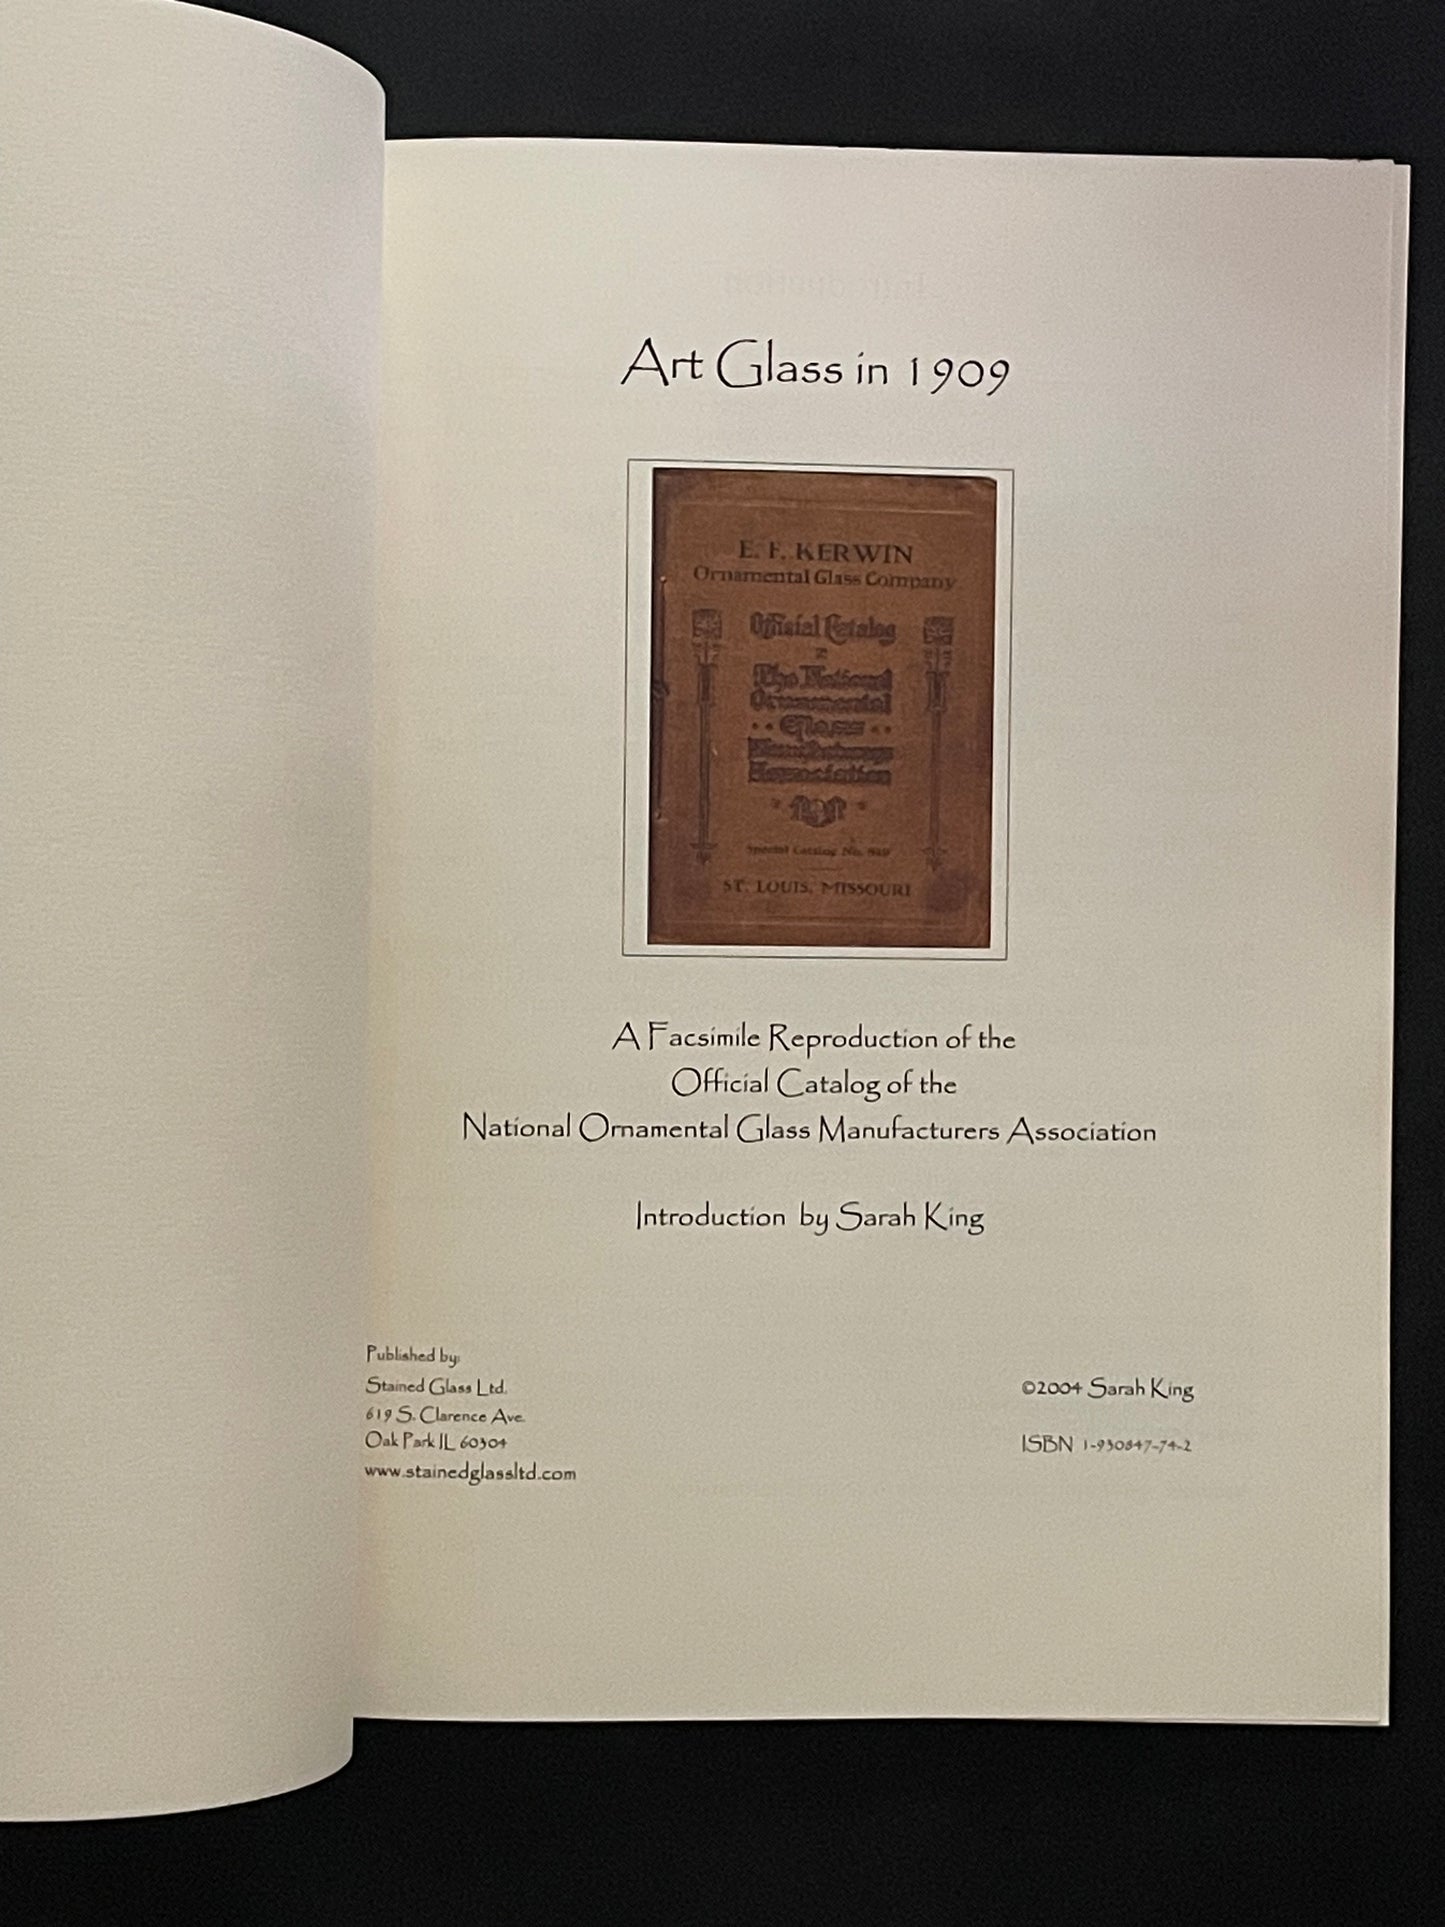 Art Glass in 1909
E. F. KERWIN
Ornamental Glass Company
Official Catalog
The National
Ornamental
Glass
Association
Special Catalog No.
ST. LOUIS, MISSOURI
A Facsimile Reproduction of the
Official Catalog of the
National Ornamental Glass Manufacturers Association
Introduction by Sarah King
Published by:
Stained Glass Ltd.
619 S. Clarence Ave.
Oak Park IL 60304
www.stainedglassltd.com
©2004 Sarah King
ISBN 1-930847-74-2